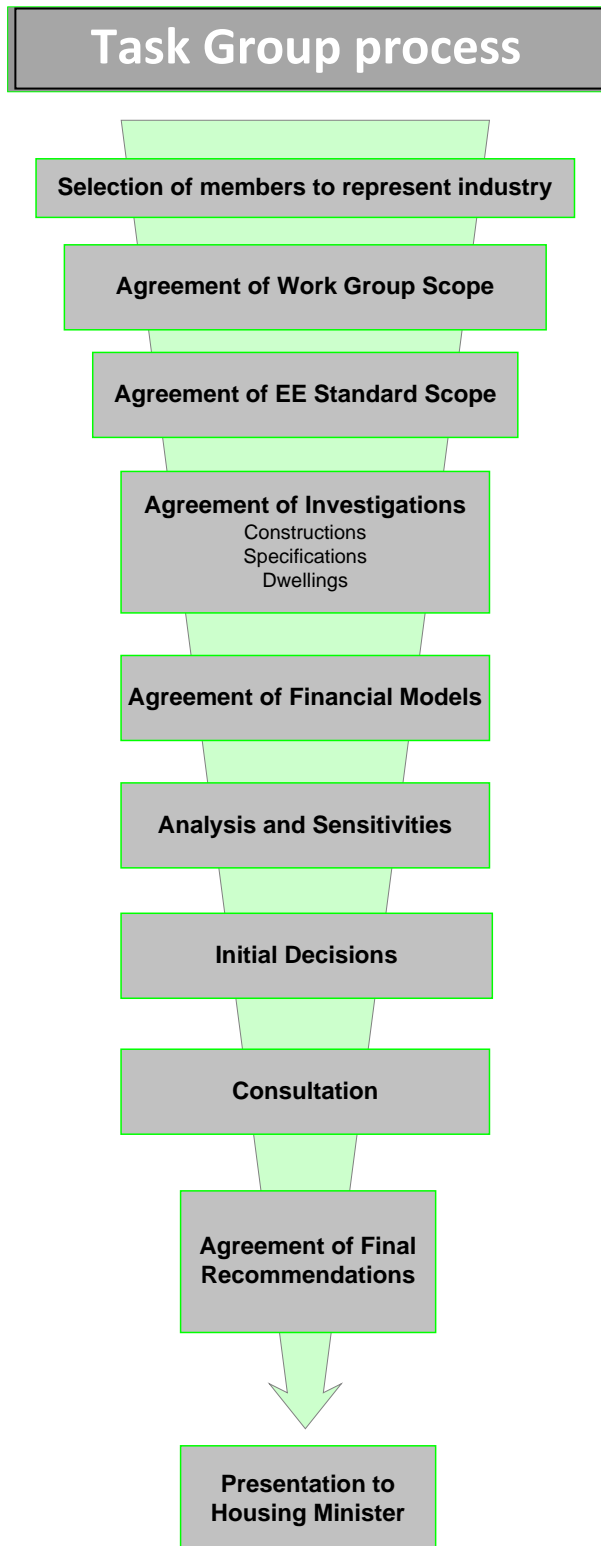 Task Group process
Selection of members to represent industry
Agreement of Work Group Scope
Agreement of EE Standard Scope
Agreement of Investigations
Constructions
Specifications
Dwellings
Agreement of Financial Models
Analysis and Sensitivities
Initial Decisions
Consultation
Agreement of Final
Recommendations
Presentation to
Housing Minister